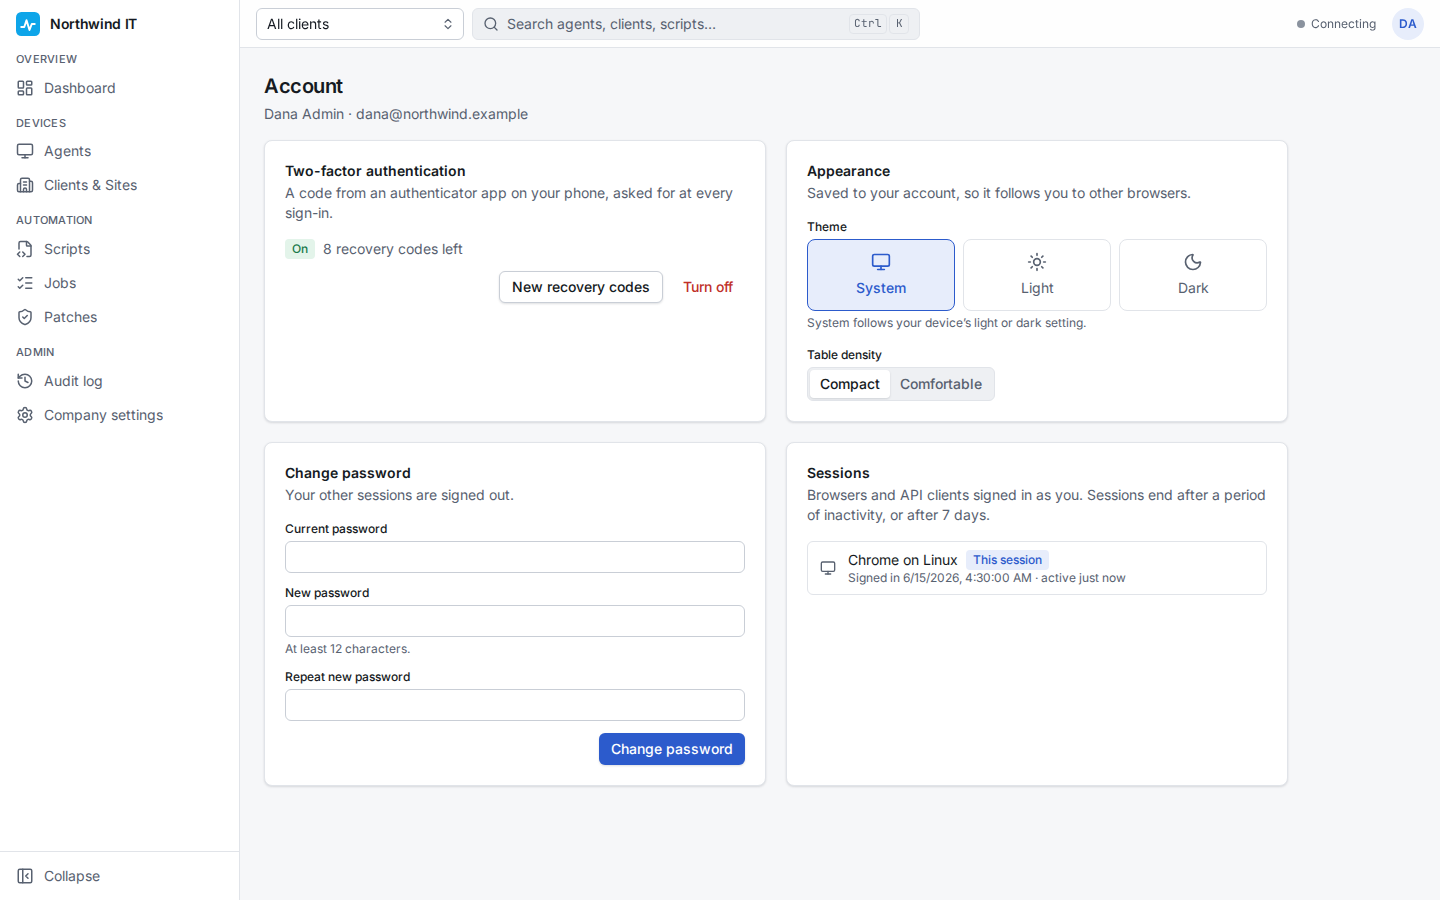 Northwind IT
OVERVIEW
Dashboard
DEVICES
Agents
Clients & Sites
AUTOMATION
Scripts
Jobs
Patches
ADMIN
Audit log
Company settings
Collapse
All clients
Search agents, clients, scripts...
Ctrl K
Connecting
DA
Account
Dana Admin · dana@northwind.example
Two-factor authentication
A code from an authenticator app on your phone, asked for at every
sign-in.
On 8 recovery codes left
New recovery codes Turn off
Appearance
Saved to your account, so it follows you to other browsers.
Theme
System Light Dark
System follows your device’s light or dark setting.
Table density
Compact Comfortable
Change password
Your other sessions are signed out.
Current password
New password
At least 12 characters.
Repeat new password
Change password
Sessions
Browsers and API clients signed in as you. Sessions end after a period
of inactivity, or after 7 days.
Chrome on Linux This session
Signed in 6/15/2026, 4:30:00 AM · active just now